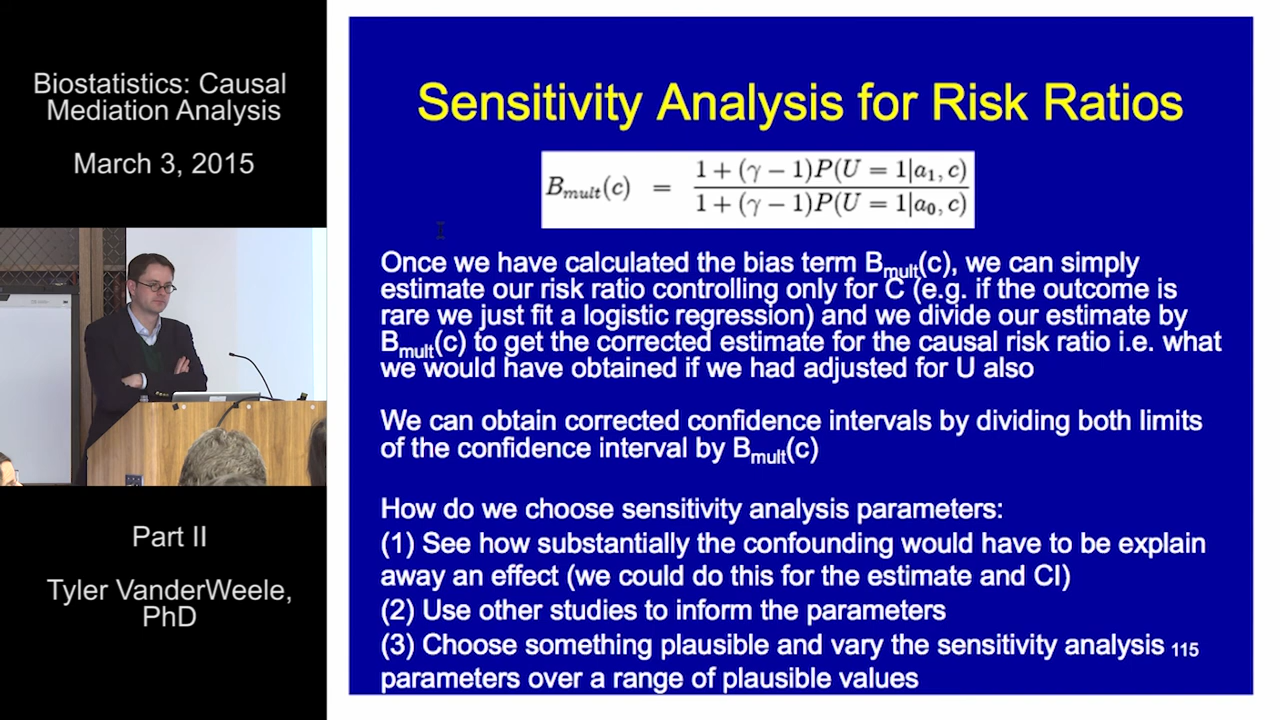 Biostatistics: Causal
Mediation Analysis
March 3, 2015
Part II
Tyler VanderWeele,
PhD
Sensitivity Analysis for Risk Ratios
B_mult(c) = \frac{1 + (γ − 1)P(U = 1|a_1, c)}{1 + (γ − 1)P(U = 1|a_0, c)}
Once we have calculated the bias term B_mult(c), we can simply
estimate our risk ratio controlling only for C (e.g. if the outcome is
rare we just fit a logistic regression) and we divide our estimate by
B_mult(c) to get the corrected estimate for the causal risk ratio i.e. what
we would have obtained if we had adjusted for U also
We can obtain corrected confidence intervals by dividing both limits
of the confidence interval by B_mult(c)
How do we choose sensitivity analysis parameters:
(1) See how substantially the confounding would have to be explain
away an effect (we could do this for the estimate and CI)
(2) Use other studies to inform the parameters
(3) Choose something plausible and vary the sensitivity analysis 115
parameters over a range of plausible values